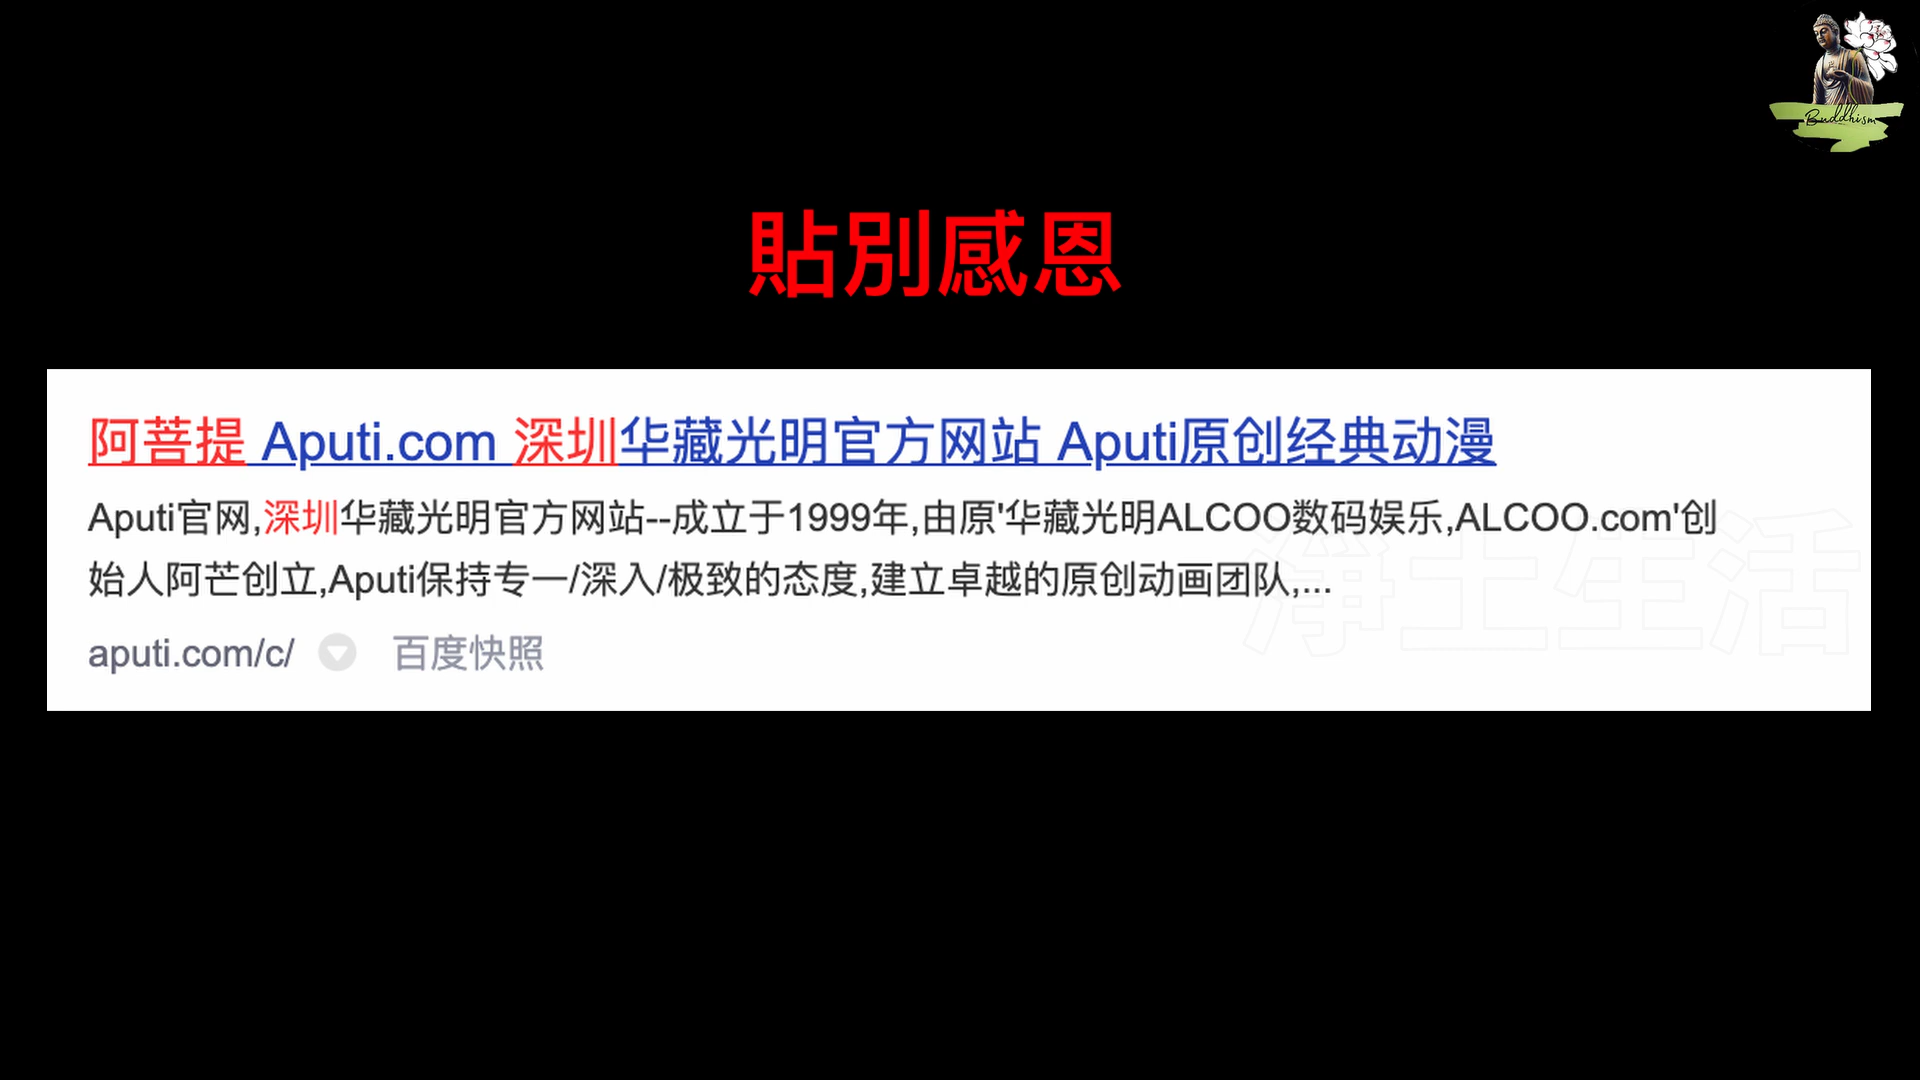 Buddhism
貼別感恩
阿菩提 Aputi.com 深圳华藏光明官方网站 Aputi原创经典动漫
Aputi官网,深圳华藏光明官方网站--成立于1999年,由原'华藏光明ALCOO数码娱乐,ALCOO.com'创
始人阿芒创立,Aputi保持专一/深入/极致的态度,建立卓越的原创动画团队,...
淨土生活
aputi.com/c/ 百度快照